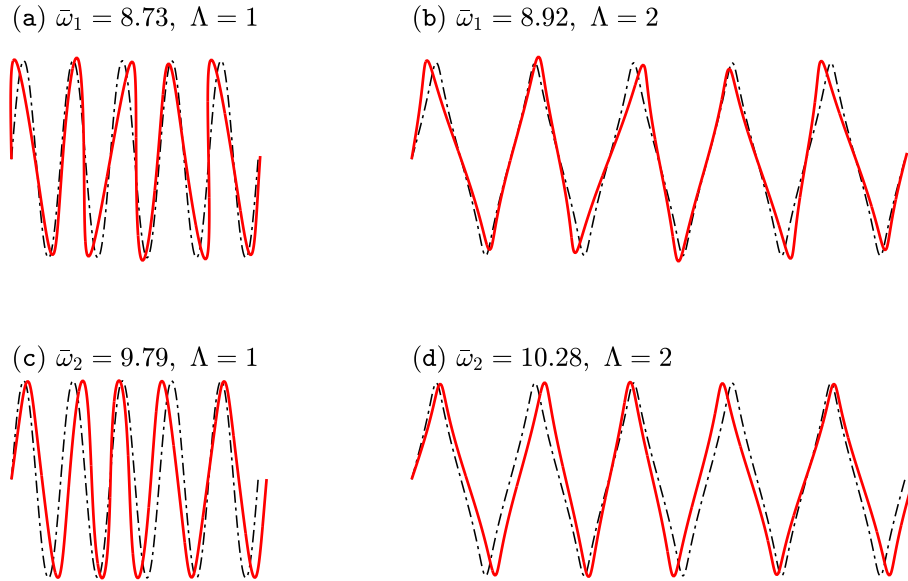 (a) ω̄₁ = 8.73, Λ = 1
(b) ω̄₁ = 8.92, Λ = 2
(c) ω̄₂ = 9.79, Λ = 1
(d) ω̄₂ = 10.28, Λ = 2